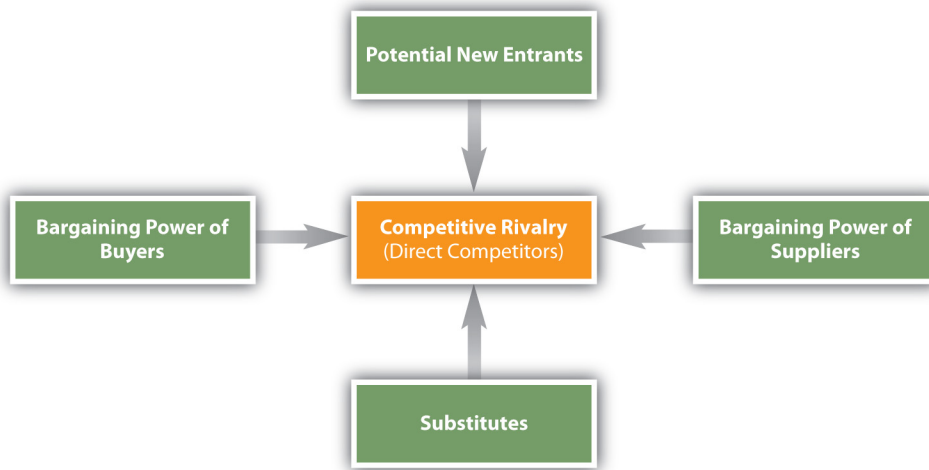 Potential New Entrants
Bargaining Power of
Buyers
Competitive Rivalry
(Direct Competitors)
Bargaining Power of
Suppliers
Substitutes